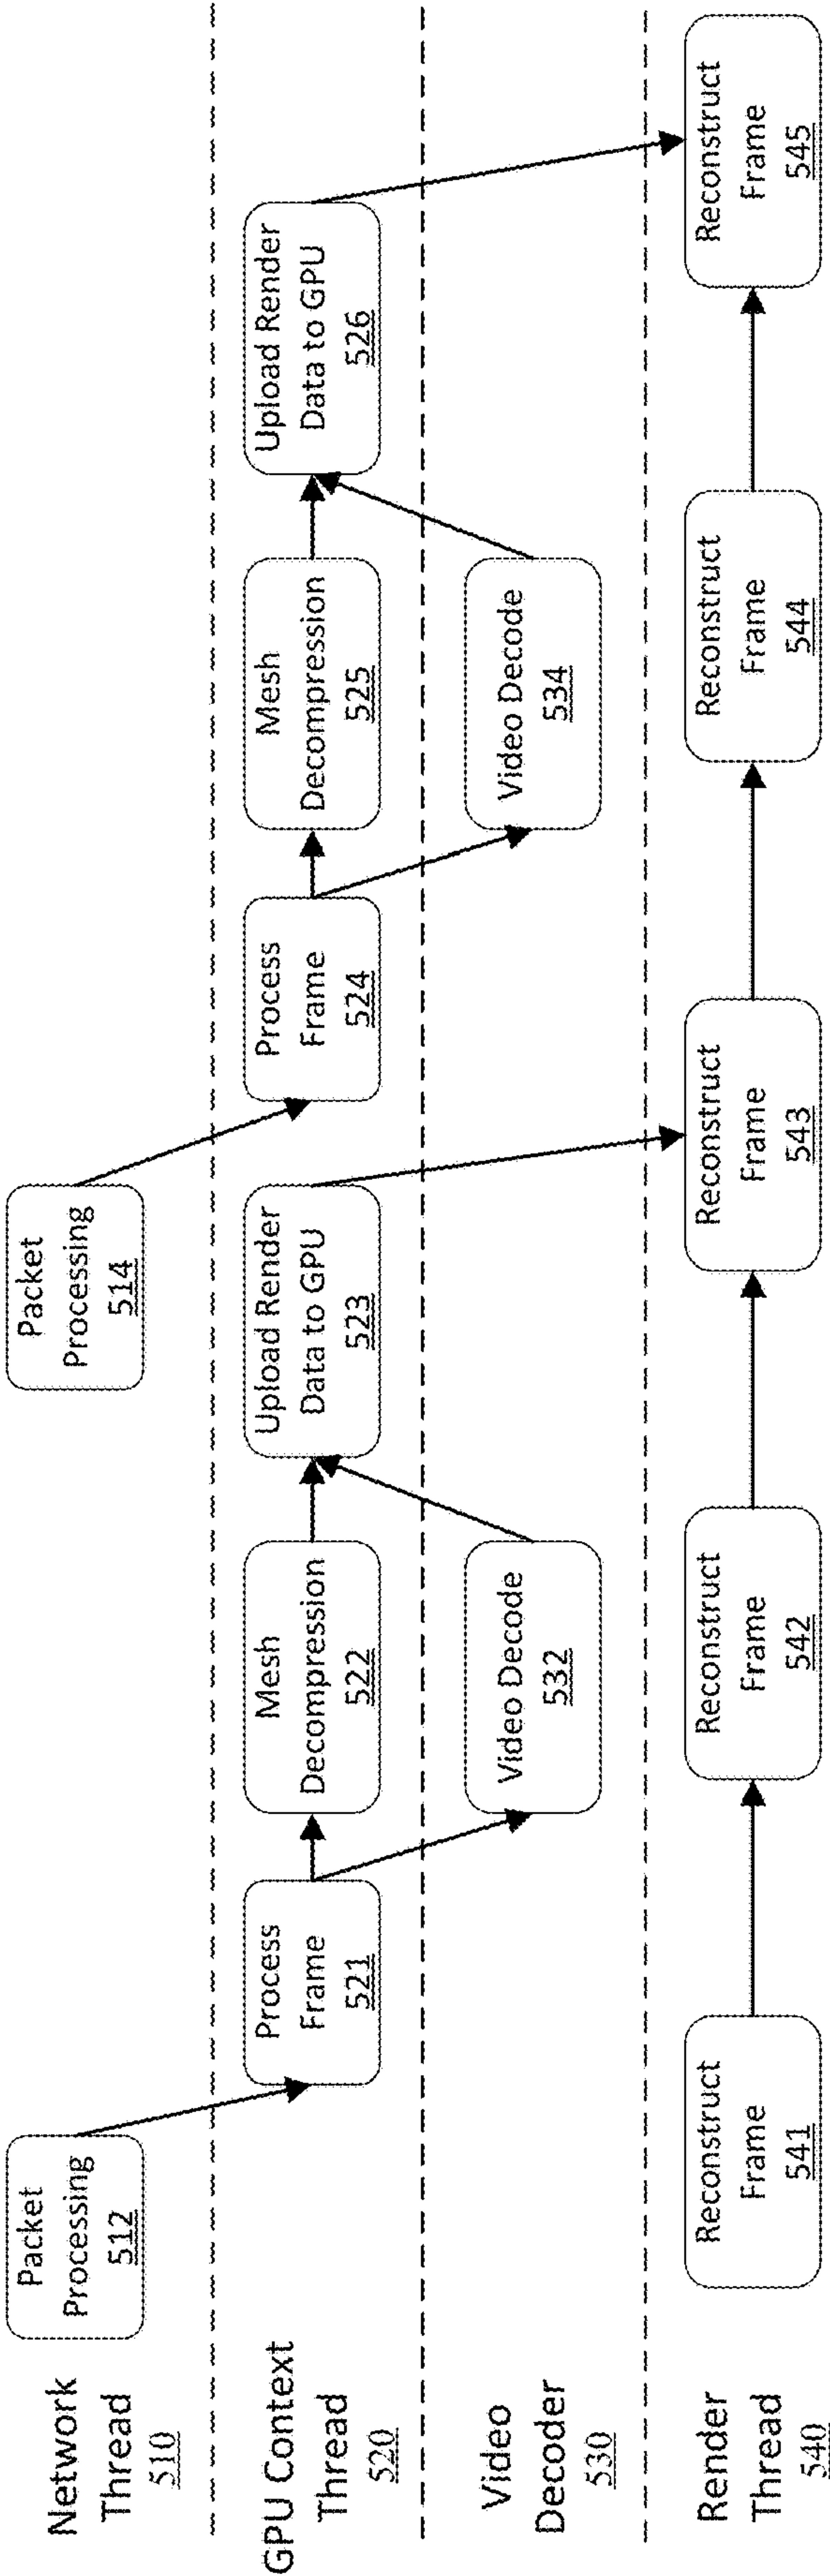 Network
Thread
510
Packet
Processing
512
Packet
Processing
514
GPU Context
Thread
520
Process
Frame
521
Mesh
Decompression
522
Upload Render
Data to GPU
523
Process
Frame
524
Mesh
Decompression
525
Upload Render
Data to GPU
526
Video
Decoder
530
Video Decode
532
Video Decode
534
Render
Thread
540
Reconstruct
Frame
541
Reconstruct
Frame
542
Reconstruct
Frame
543
Reconstruct
Frame
544
Reconstruct
Frame
545